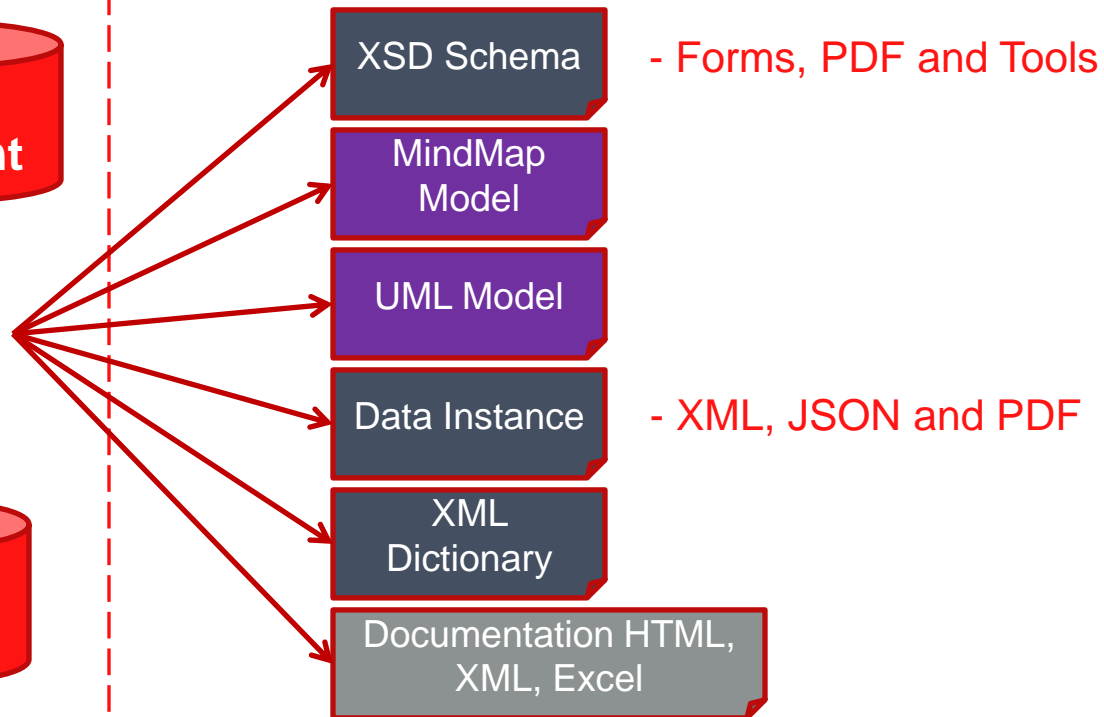 XSD Schema
- Forms, PDF and Tools
MindMap
Model
UML Model
Data Instance
- XML, JSON and PDF
XML
Dictionary
Documentation HTML,
XML, Excel